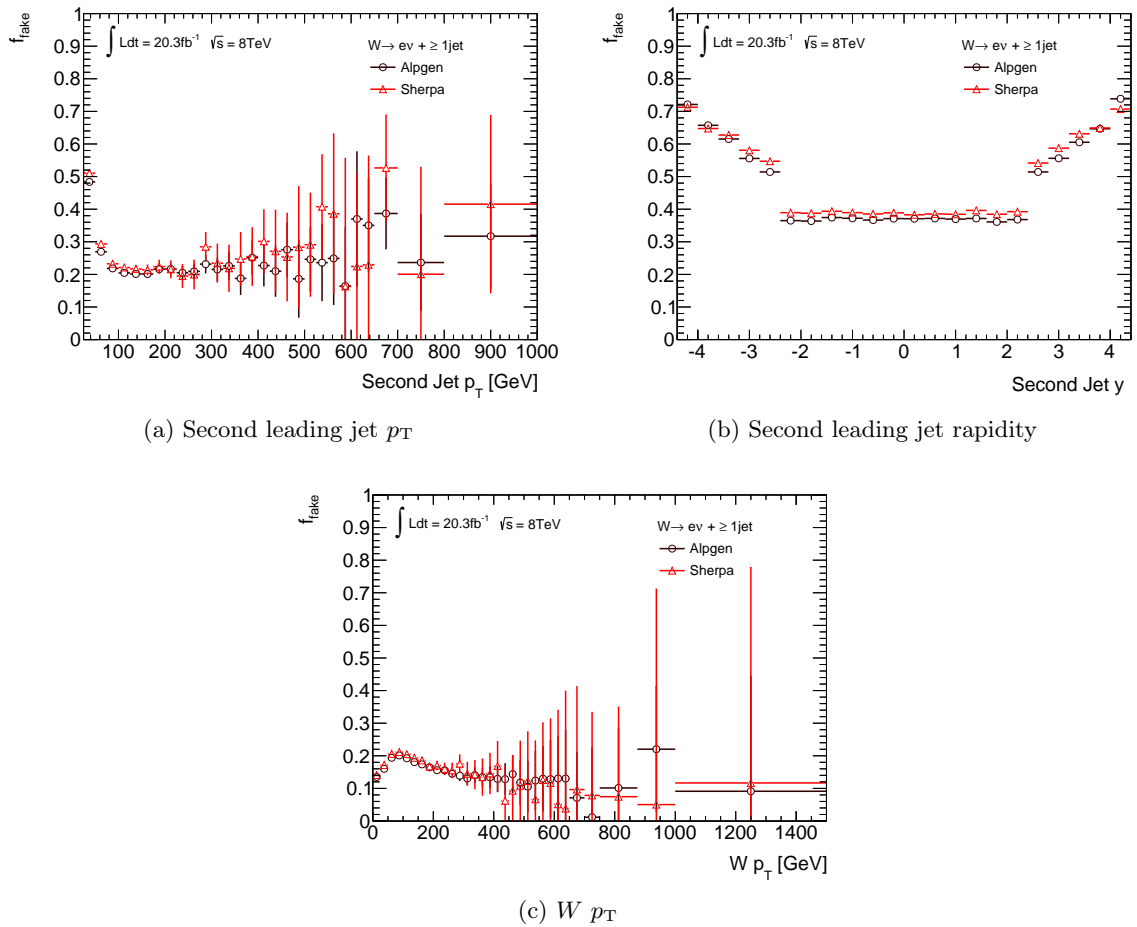 f_fake
1
0.9
0.8
0.7
0.6
0.5
0.4
0.3
0.2
0.1
0
∫ Ldt = 20.3fb⁻¹ √s = 8TeV
W→ eν + ≥ 1jet
Alpgen
Sherpa
100 200 300 400 500 600 700 800 900 1000
Second Jet p_T [GeV]
(a) Second leading jet p_T
f_fake
1
0.9
0.8
0.7
0.6
0.5
0.4
0.3
0.2
0.1
0
∫ Ldt = 20.3fb⁻¹ √s = 8TeV
W→ eν + ≥ 1jet
Alpgen
Sherpa
-4 -3 -2 -1 0 1 2 3 4
Second Jet y
(b) Second leading jet rapidity
f_fake
1
0.9
0.8
0.7
0.6
0.5
0.4
0.3
0.2
0.1
0
∫ Ldt = 20.3fb⁻¹ √s = 8TeV
W→ eν + ≥ 1jet
Alpgen
Sherpa
0 200 400 600 800 1000 1200 1400
W p_T [GeV]
(c) W p_T